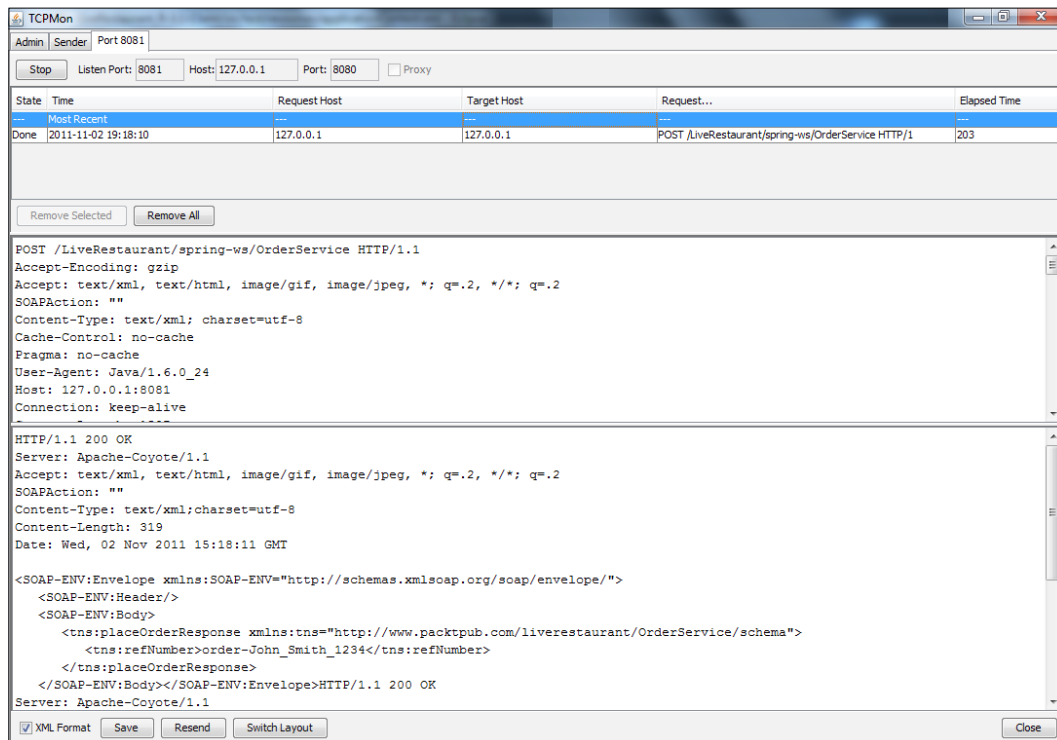 TCPMon
Admin Sender Port 8081
Stop Listen Port: 8081 Host: 127.0.0.1 Port: 8080 Proxy
State Time Request Host Target Host Request... Elapsed Time
--- Most Recent --- --- --- ---
Done 2011-11-02 19:18:10 127.0.0.1 127.0.0.1 POST /LiveRestaurant/spring-ws/OrderService HTTP/1 203
Remove Selected Remove All
POST /LiveRestaurant/spring-ws/OrderService HTTP/1.1
Accept-Encoding: gzip
Accept: text/xml, text/html, image/gif, image/jpeg, *; q=.2, */*; q=.2
SOAPAction: ""
Content-Type: text/xml; charset=utf-8
Cache-Control: no-cache
Pragma: no-cache
User-Agent: Java/1.6.0_24
Host: 127.0.0.1:8081
Connection: keep-alive
HTTP/1.1 200 OK
Server: Apache-Coyote/1.1
Accept: text/xml, text/html, image/gif, image/jpeg, *; q=.2, */*; q=.2
SOAPAction: ""
Content-Type: text/xml;charset=utf-8
Content-Length: 319
Date: Wed, 02 Nov 2011 15:18:11 GMT
<SOAP-ENV:Envelope xmlns:SOAP-ENV="http://schemas.xmlsoap.org/soap/envelope/">
<SOAP-ENV:Header/>
<SOAP-ENV:Body>
<tns:placeOrderResponse xmlns:tns="http://www.packtpub.com/liverestaurant/OrderService/schema">
<tns:refNumber>order-John_Smith_1234</tns:refNumber>
</tns:placeOrderResponse>
</SOAP-ENV:Body></SOAP-ENV:Envelope>HTTP/1.1 200 OK
Server: Apache-Coyote/1.1
XML Format Save Resend Switch Layout Close